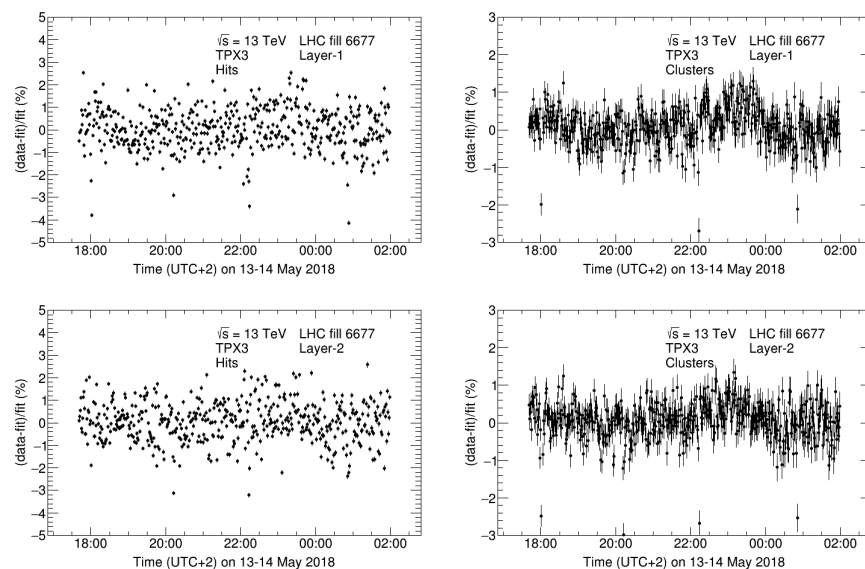 5
4
3
2
1
0
−1
−2
−3
−4
−5
(data-fit)/fit (%)
√s = 13 TeV LHC fill 6677
TPX3 Layer-1
Hits
18:00 20:00 22:00 00:00 02:00
Time (UTC+2) on 13-14 May 2018
3
2
1
0
−1
−2
−3
(data-fit)/fit (%)
√s = 13 TeV LHC fill 6677
TPX3 Layer-1
Clusters
18:00 20:00 22:00 00:00 02:00
Time (UTC+2) on 13-14 May 2018
5
4
3
2
1
0
−1
−2
−3
−4
−5
(data-fit)/fit (%)
√s = 13 TeV LHC fill 6677
TPX3 Layer-2
Hits
18:00 20:00 22:00 00:00 02:00
Time (UTC+2) on 13-14 May 2018
3
2
1
0
−1
−2
−3
(data-fit)/fit (%)
√s = 13 TeV LHC fill 6677
TPX3 Layer-2
Clusters
18:00 20:00 22:00 00:00 02:00
Time (UTC+2) on 13-14 May 2018